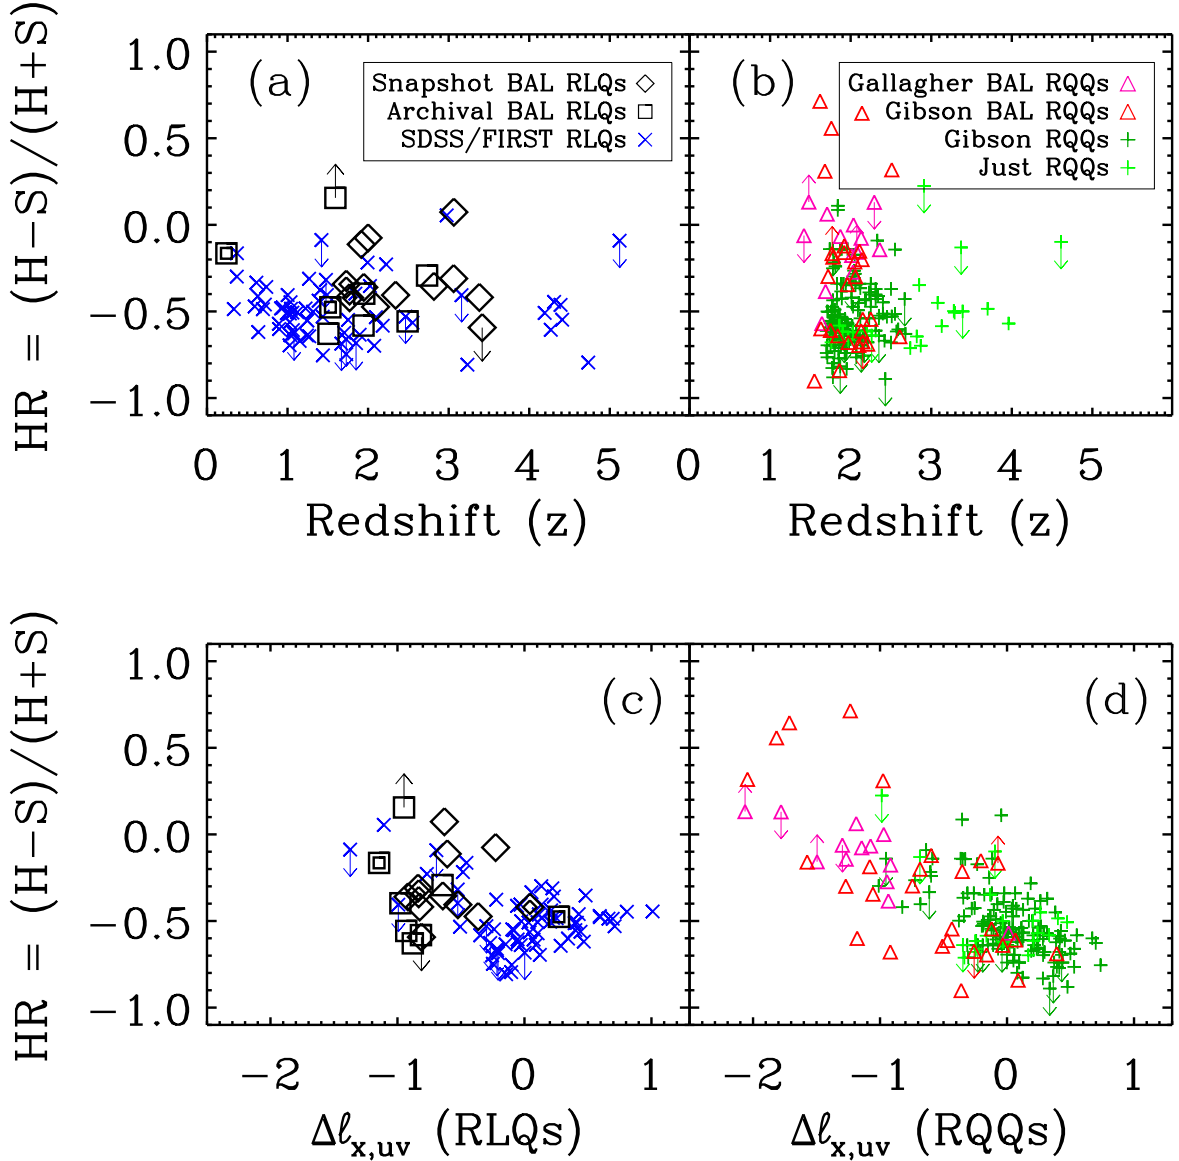 HR = (H−S)/(H+S)
1.0
0.5
0.0
−0.5
−1.0
(a)
Snapshot BAL RLQs
Archival BAL RLQs
SDSS/FIRST RLQs
(b)
Gallagher BAL RQQs
Gibson BAL RQQs
Gibson RQQs
Just RQQs
0 1 2 3 4 5 0 1 2 3 4 5
Redshift (z) Redshift (z)
HR = (H−S)/(H+S)
1.0
0.5
0.0
−0.5
−1.0
(c)
(d)
−2 −1 0 1 −2 −1 0 1
Δℓx,uv (RLQs) Δℓx,uv (RQQs)